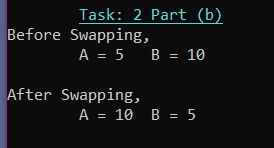 Task: 2 Part (b)
Before Swapping,
A = 5 B = 10
After Swapping,
A = 10 B = 5